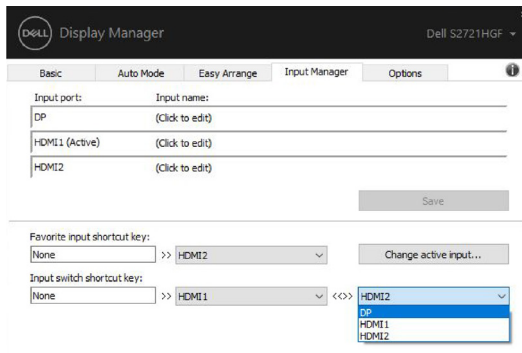 DELL Display Manager Dell S2721HGF
Basic Auto Mode Easy Arrange Input Manager Options
Input port: Input name:
DP (Click to edit)
HDMI1 (Active) (Click to edit)
HDMI2 (Click to edit)
Save
Favorite input shortcut key:
None >> HDMI2 Change active input...
Input switch shortcut key:
None >> HDMI1 <<>> HDMI2
DP
HDMI1
HDMI2